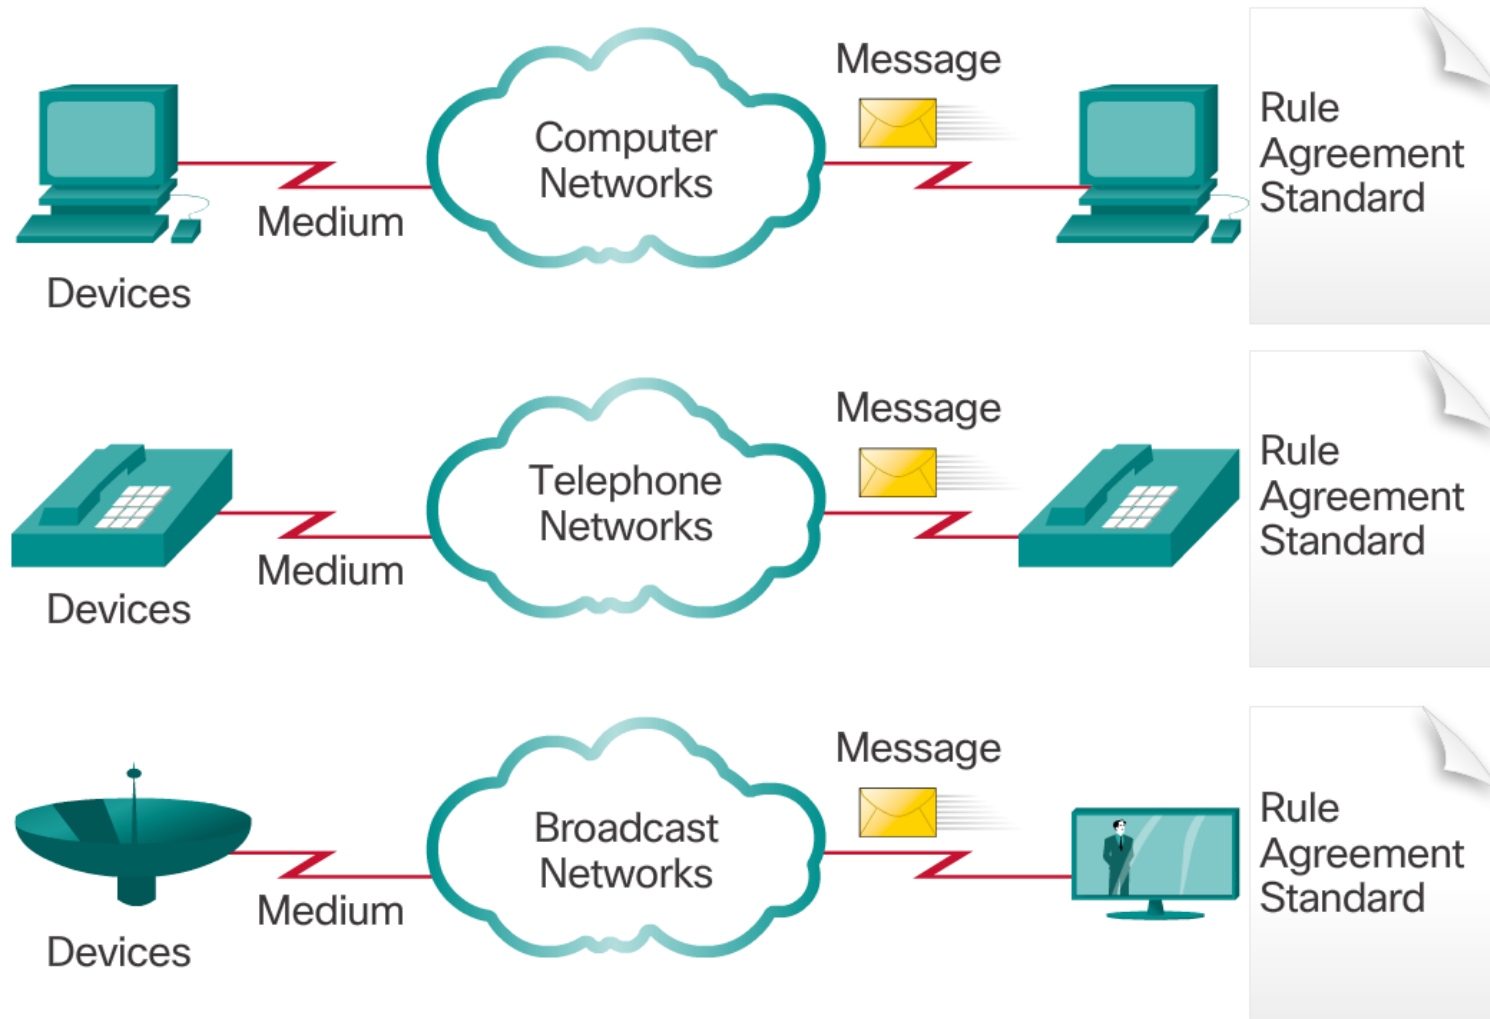 Message
Computer
Networks
Medium
Devices
Rule
Agreement
Standard
Message
Telephone
Networks
Medium
Devices
Rule
Agreement
Standard
Message
Broadcast
Networks
Medium
Devices
Rule
Agreement
Standard